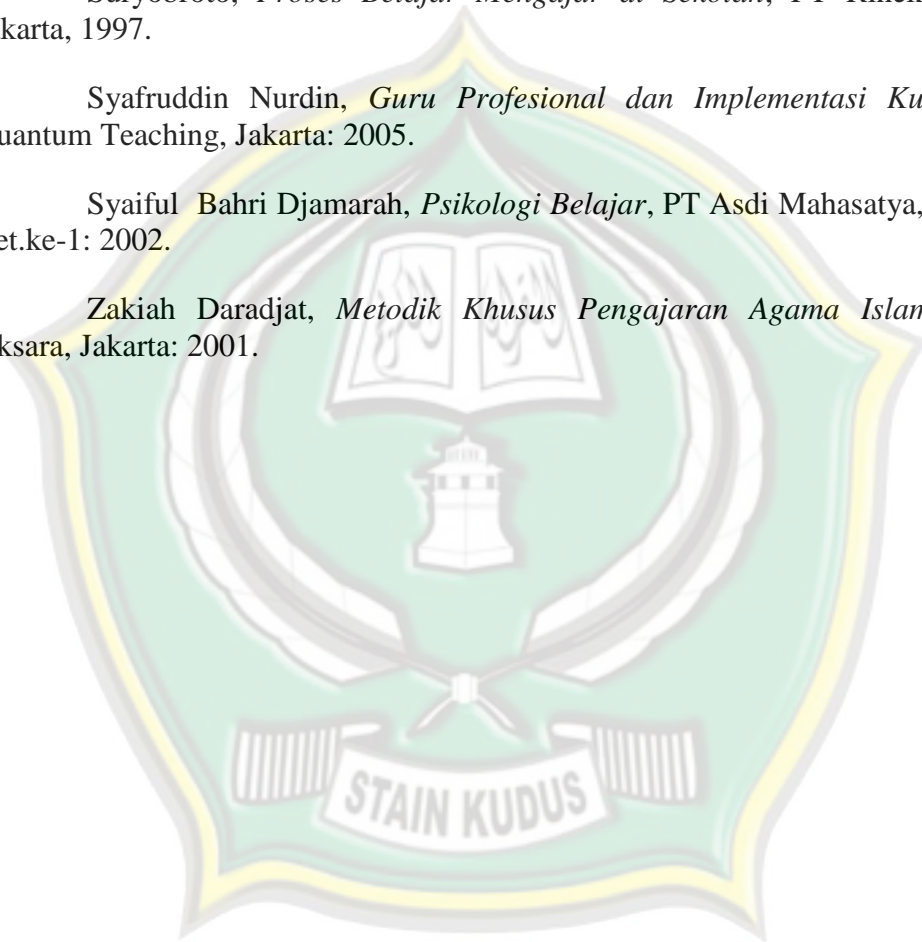 Suryosroto, Proses Belajar Mengajar di Sekolah, PT
karta, 1997.
Syafruddin Nurdin, Guru Profesional dan Implementasi Ku
uantum Teaching, Jakarta: 2005.
Syaiful Bahri Djamarah, Psikologi Belajar, PT Asdi Mahasatya,
et.ke-1: 2002.
Zakiah Daradjat, Metodik Khusus Pengajaran Agama Islam
ksara, Jakarta: 2001.
STAIN KUDUS